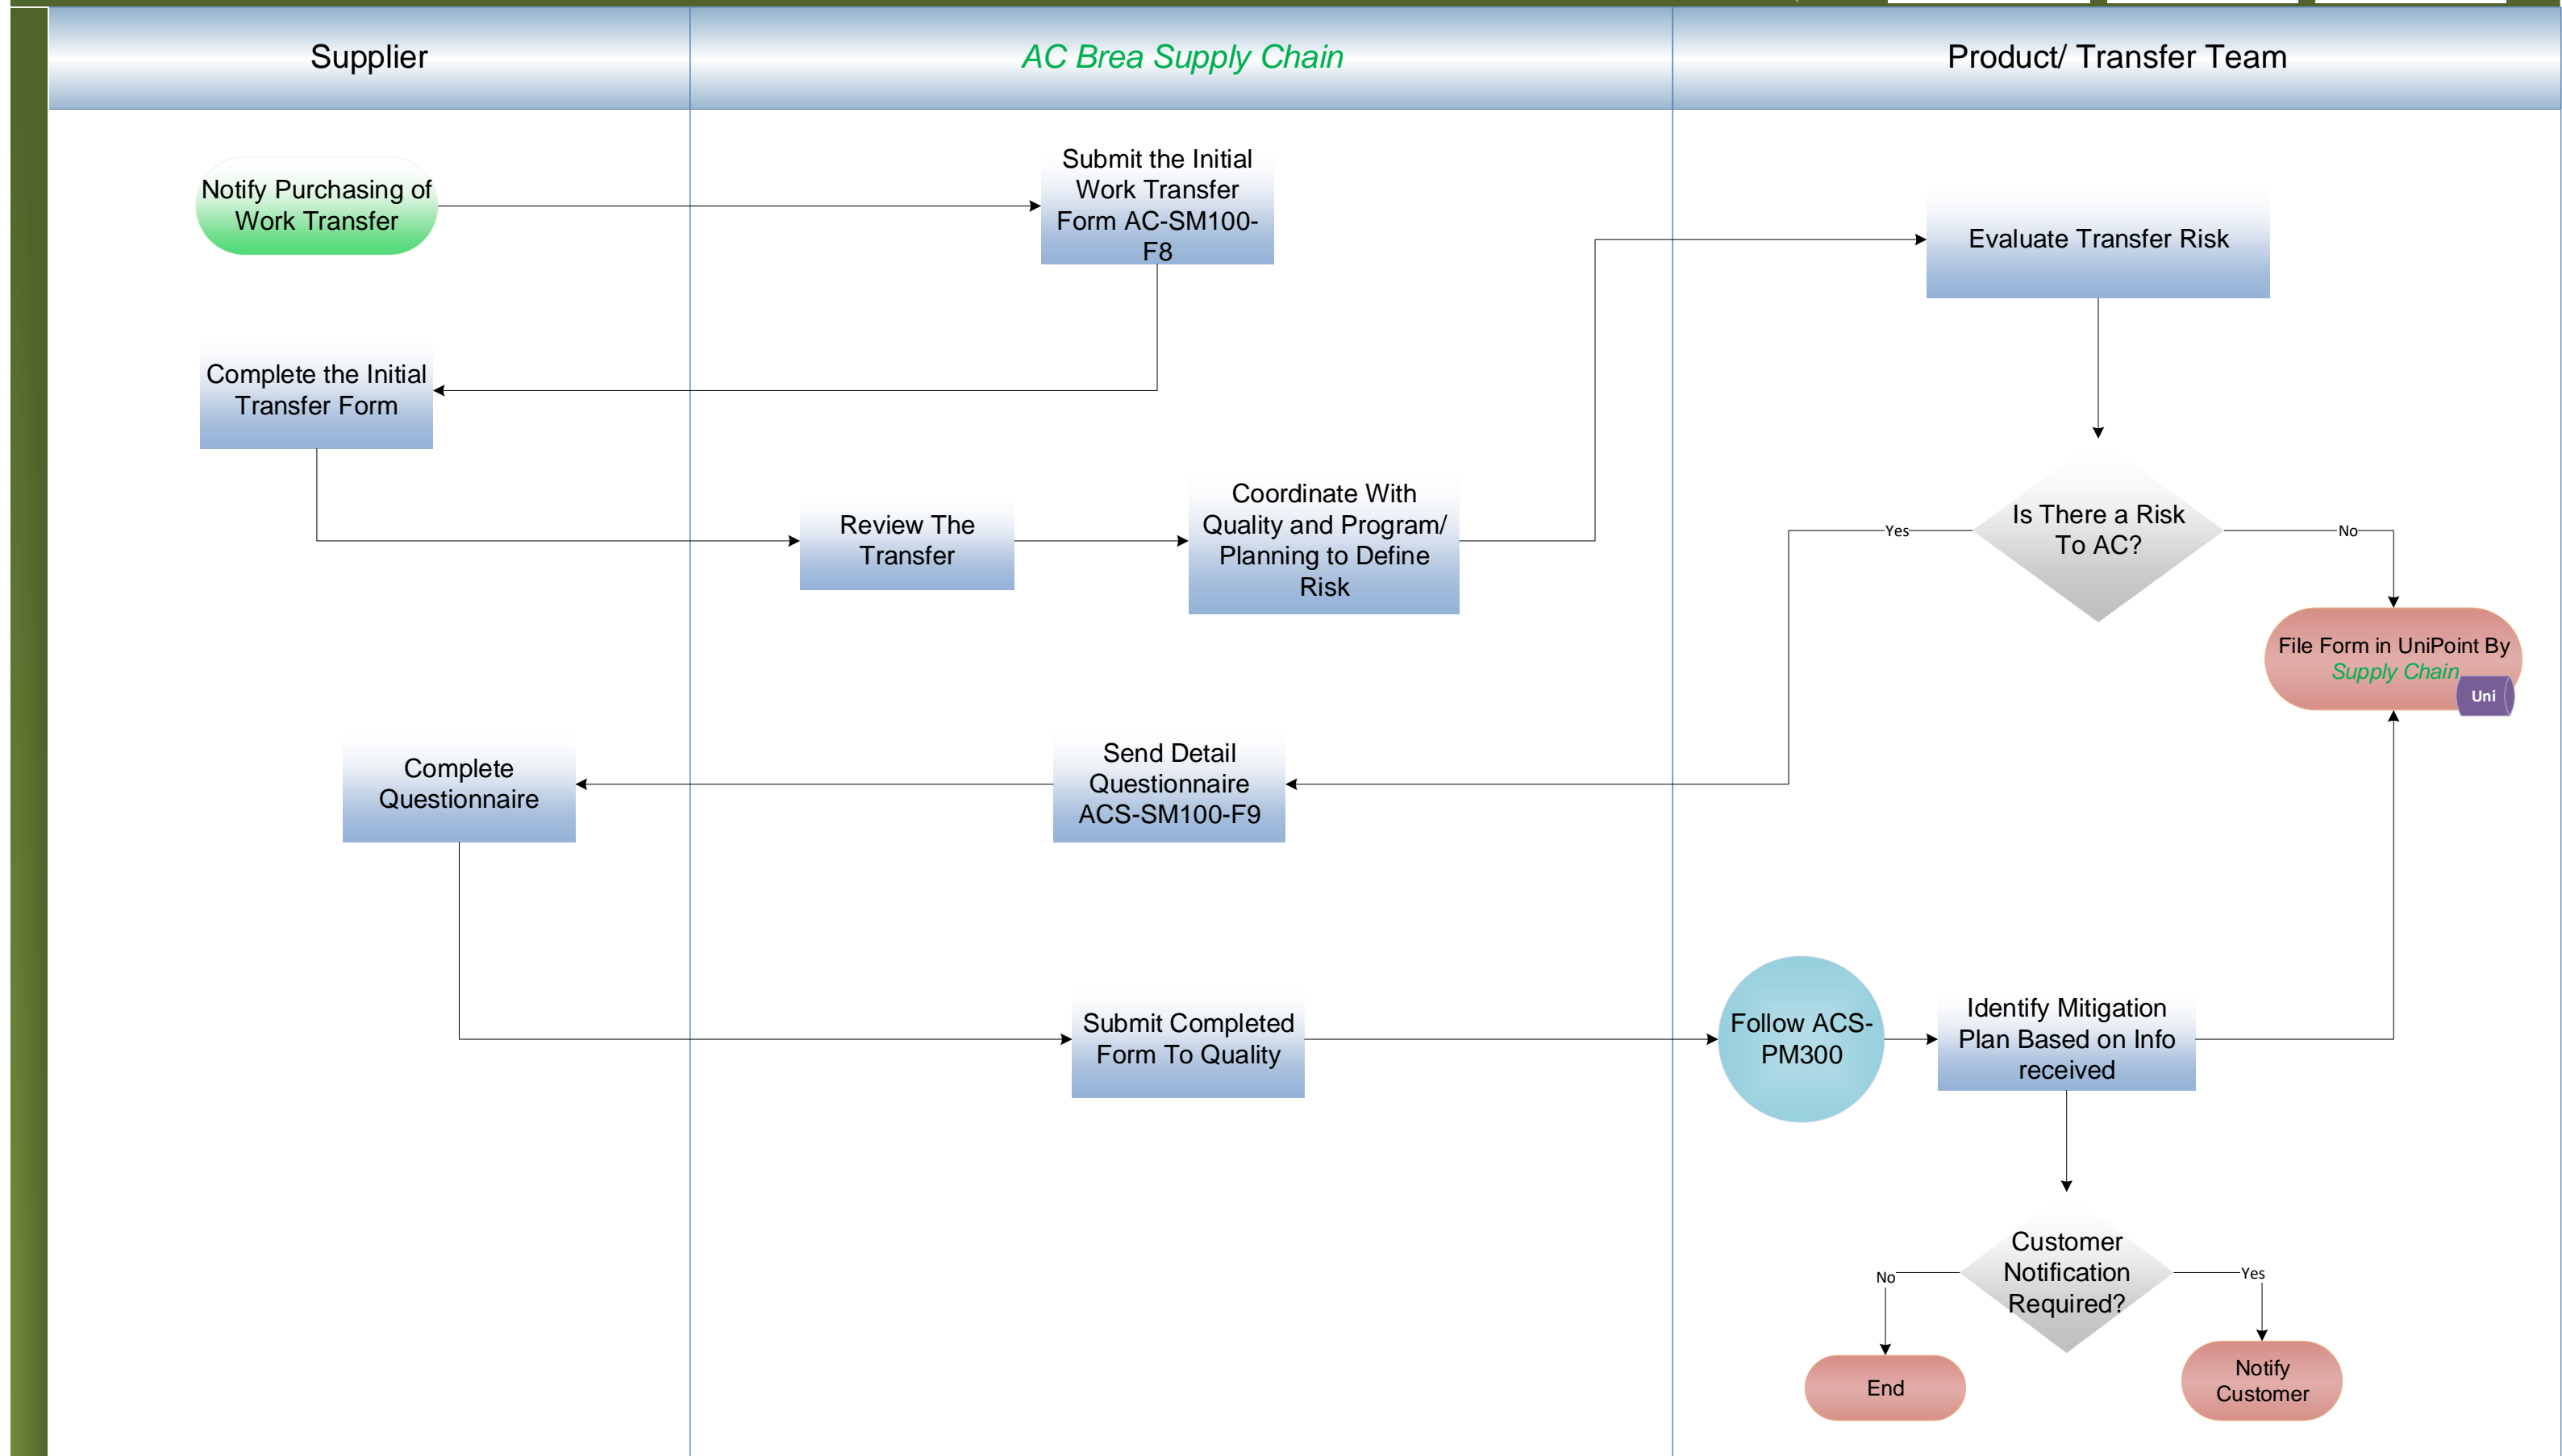 Supplier
AC Brea Supply Chain
Product/ Transfer Team
Notify Purchasing of
Work Transfer
Submit the Initial
Work Transfer
Form AC-SM100-
F8
Evaluate Transfer Risk
Complete the Initial
Transfer Form
Review The
Transfer
Coordinate With
Quality and Program/
Planning to Define
Risk
Is There a Risk
To AC?
Yes
No
File Form in UniPoint By
Supply Chain
Uni
Complete
Questionnaire
Send Detail
Questionnaire
ACS-SM100-F9
Submit Completed
Form To Quality
Follow ACS-
PM300
Identify Mitigation
Plan Based on Info
received
Customer
Notification
Required?
No
Yes
End
Notify
Customer